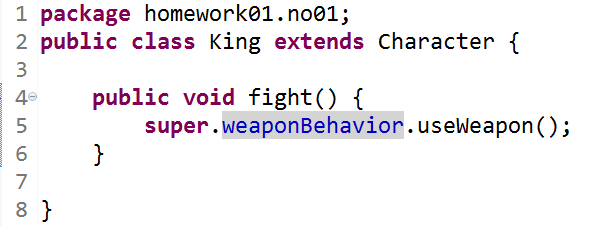 1 package homework01.no01;
2 public class King extends Character {
3
4 public void fight() {
5 super.weaponBehavior.useWeapon();
6 }
7
8 }